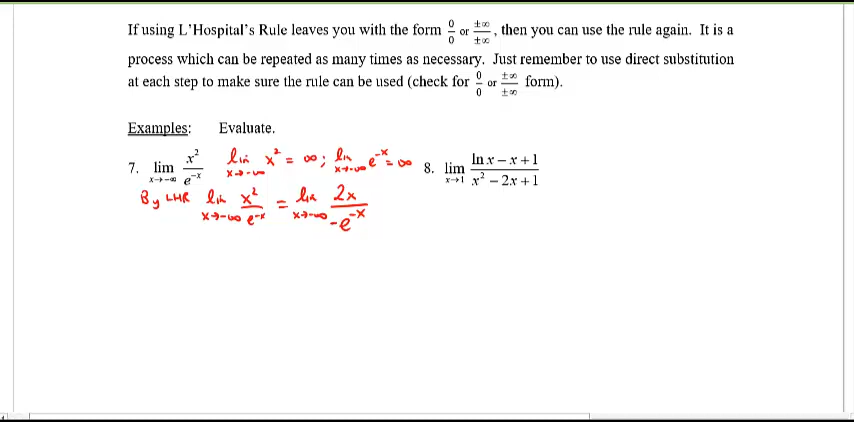 If using L’Hospital’s Rule leaves you with the form 0/0 or ±∞/±∞, then you can use the rule again. It is a
process which can be repeated as many times as necessary. Just remember to use direct substitution
at each step to make sure the rule can be used (check for 0/0 or ±∞/±∞ form).
Examples: Evaluate.
7. lim x→-∞ x²/e^-x lim x→-∞ x² = ∞; lim x→-∞ e^-x = ∞
By LHR lim x→-∞ x²/e^-x = lim x→-∞ 2x/-e^-x
8. lim x→1 (ln x − x + 1)/(x² − 2x + 1)